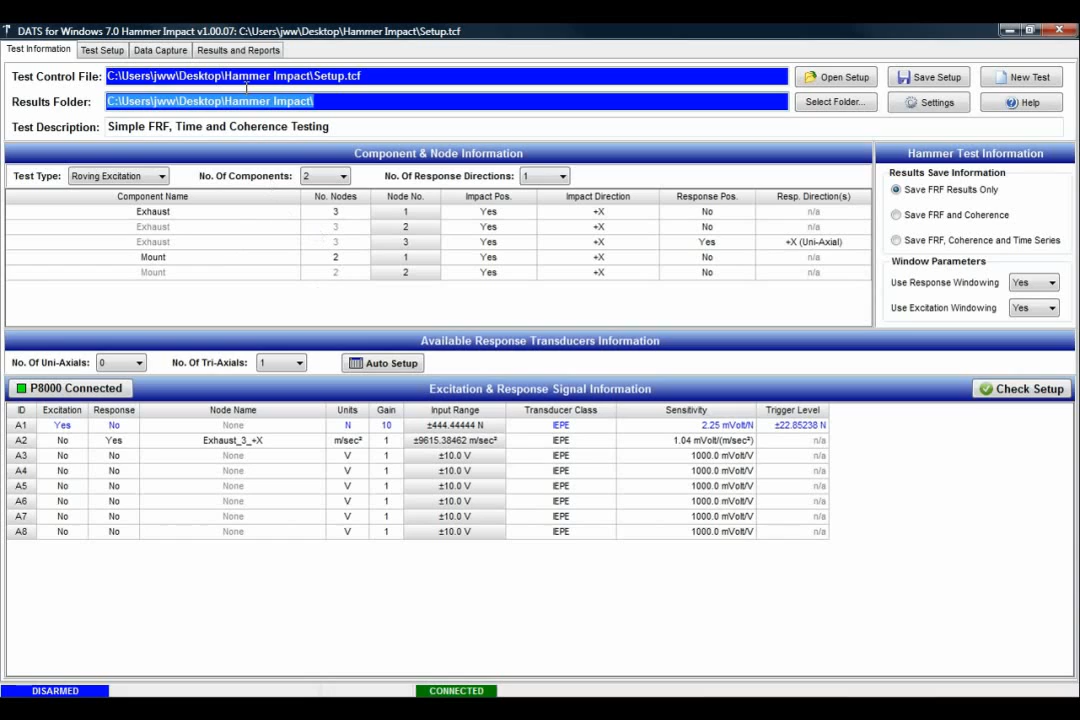 DATS for Windows 7.0 Hammer Impact v1.00.07: C:\Users\jww\Desktop\Hammer Impact\Setup.tcf
Test Information Test Setup Data Capture Results and Reports
Test Control File: C:\Users\jww\Desktop\Hammer Impact\Setup.tcf Open Setup Save Setup New Test
Results Folder: C:\Users\jww\Desktop\Hammer Impact\ Select Folder... Settings Help
Test Description: Simple FRF, Time and Coherence Testing
Component & Node Information Hammer Test Information
Test Type: Roving Excitation No. Of Components: 2 No. Of Response Directions: 1
Component Name No. Nodes Node No. Impact Pos. Impact Direction Response Pos. Resp. Direction(s)
Exhaust 3 1 Yes +X No n/a
Exhaust 3 2 Yes +X No n/a
Exhaust 3 3 Yes +X Yes +X (Uni-Axial)
Mount 2 1 Yes +X No n/a
Mount 2 2 Yes +X No n/a
Results Save Information
Save FRF Results Only
Save FRF and Coherence
Save FRF, Coherence and Time Series
Window Parameters
Use Response Windowing Yes
Use Excitation Windowing Yes
Available Response Transducers Information
No. Of Uni-Axials: 0 No. Of Tri-Axials: 1 Auto Setup
P8000 Connected Excitation & Response Signal Information Check Setup
ID Excitation Response Node Name Units Gain Input Range Transducer Class Sensitivity Trigger Level
A1 Yes No None N 10 ±444.44444 N IEPE 2.25 mVolt/N ±22.85238 N
A2 No Yes Exhaust_3_+X m/sec² 1 ±9615.38462 m/sec² IEPE 1.04 mVolt/(m/sec²) n/a
A3 No No None V 1 ±10.0 V IEPE 1000.0 mVolt/V n/a
A4 No No None V 1 ±10.0 V IEPE 1000.0 mVolt/V n/a
A5 No No None V 1 ±10.0 V IEPE 1000.0 mVolt/V n/a
A6 No No None V 1 ±10.0 V IEPE 1000.0 mVolt/V n/a
A7 No No None V 1 ±10.0 V IEPE 1000.0 mVolt/V n/a
A8 No No None V 1 ±10.0 V IEPE 1000.0 mVolt/V n/a
DISARMED CONNECTED